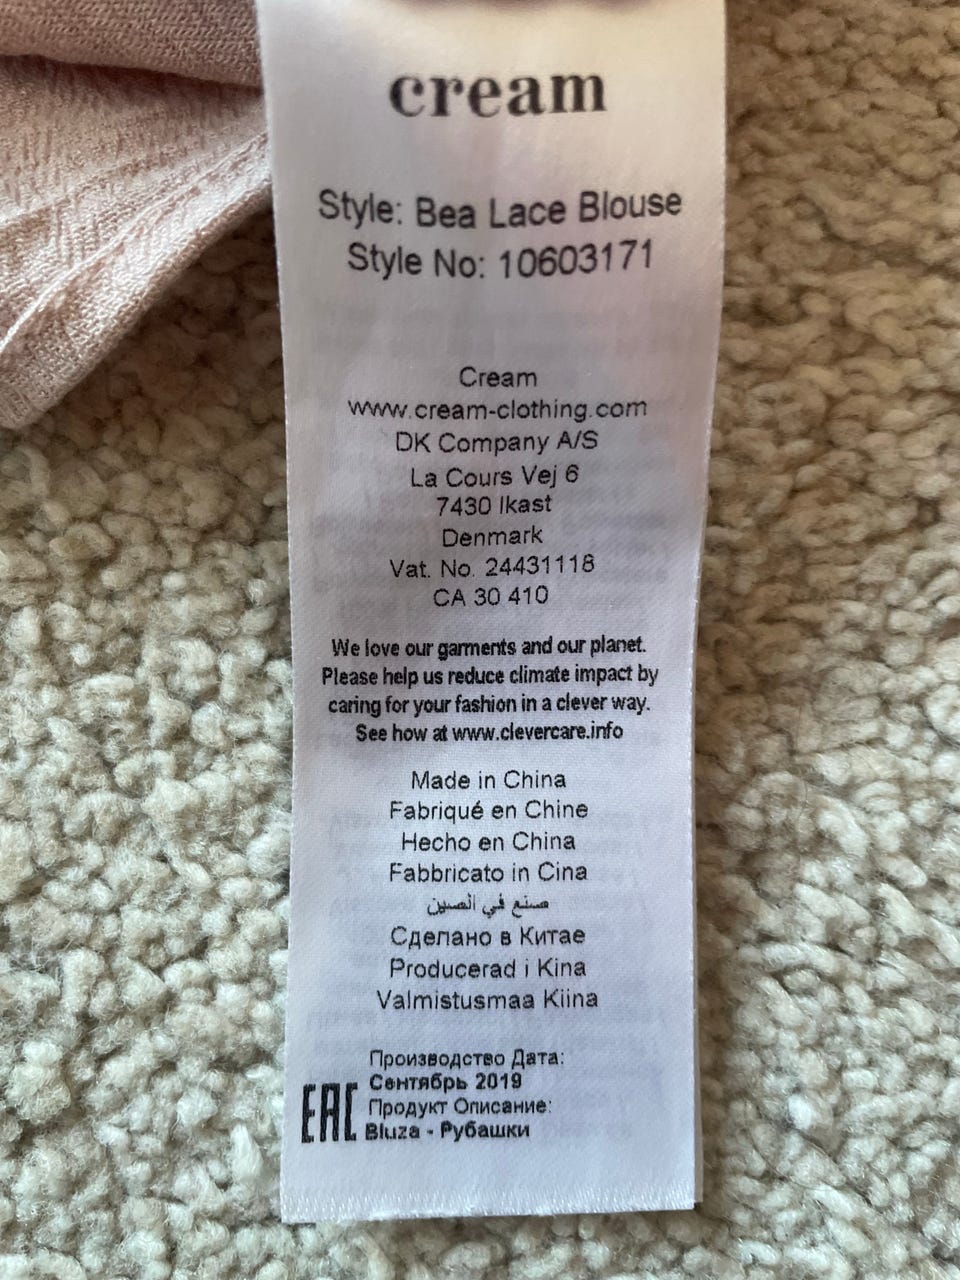 cream
Style: Bea Lace Blouse
Style No: 10603171
Cream
www.cream-clothing.com
DK Company A/S
La Cours Vej 6
7430 Ikast
Denmark
Vat. No. 24431118
CA 30 410
We love our garments and our planet.
Please help us reduce climate impact by
caring for your fashion in a clever way.
See how at www.clevercare.info
Made in China
Fabriqué en Chine
Hecho en China
Fabbricato in Cina
صنع في الصين
Сделано в Китае
Producerad i Kina
Valmistusmaa Kiina
Производство Дата:
Сентябрь 2019
EAC Продукт Описание:
Bluza - Рубашки